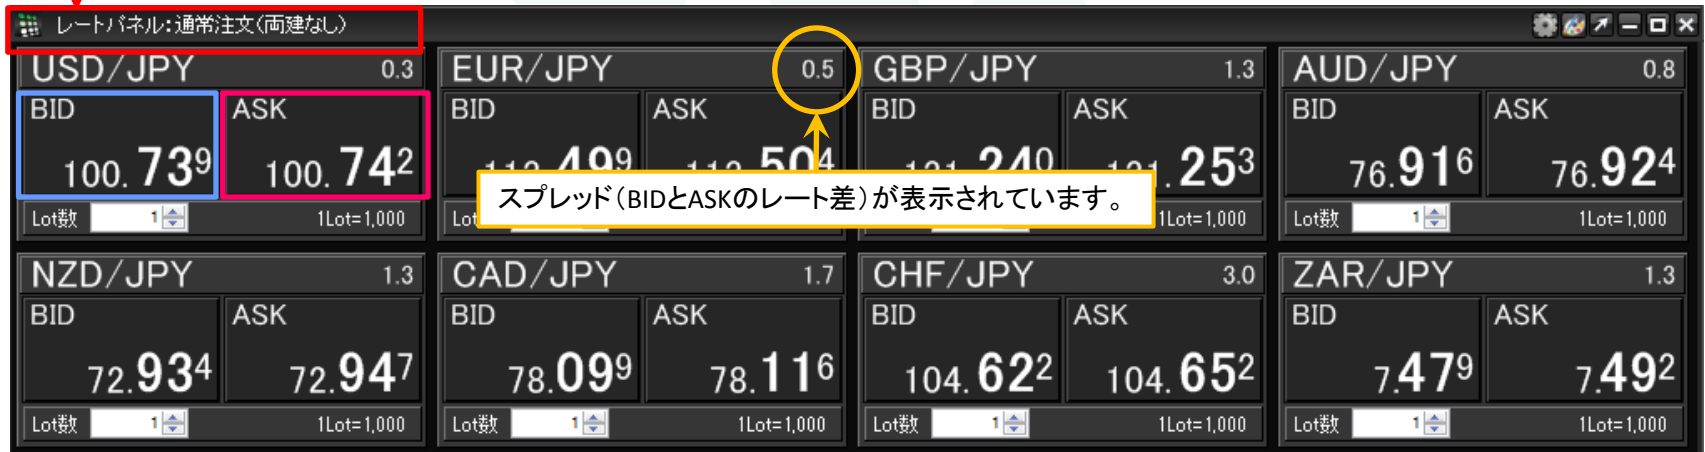 レートパネル:通常注文(両建なし)
USD/JPY 0.3
BID ASK
100.739 100.742
Lot数 1 1Lot=1,000
EUR/JPY 0.5
BID ASK
499 504
スプレッド(BIDとASKのレート差)が表示されています。
GBP/JPY 1.3
BID ASK
240 .253
1Lot=1,000
AUD/JPY 0.8
BID ASK
76.916 76.924
Lot数 1 1Lot=1,000
NZD/JPY 1.3
BID ASK
72.934 72.947
Lot数 1 1Lot=1,000
CAD/JPY 1.7
BID ASK
78.099 78.116
Lot数 1 1Lot=1,000
CHF/JPY 3.0
BID ASK
104.622 104.652
Lot数 1 1Lot=1,000
ZAR/JPY 1.3
BID ASK
7.479 7.492
Lot数 1 1Lot=1,000